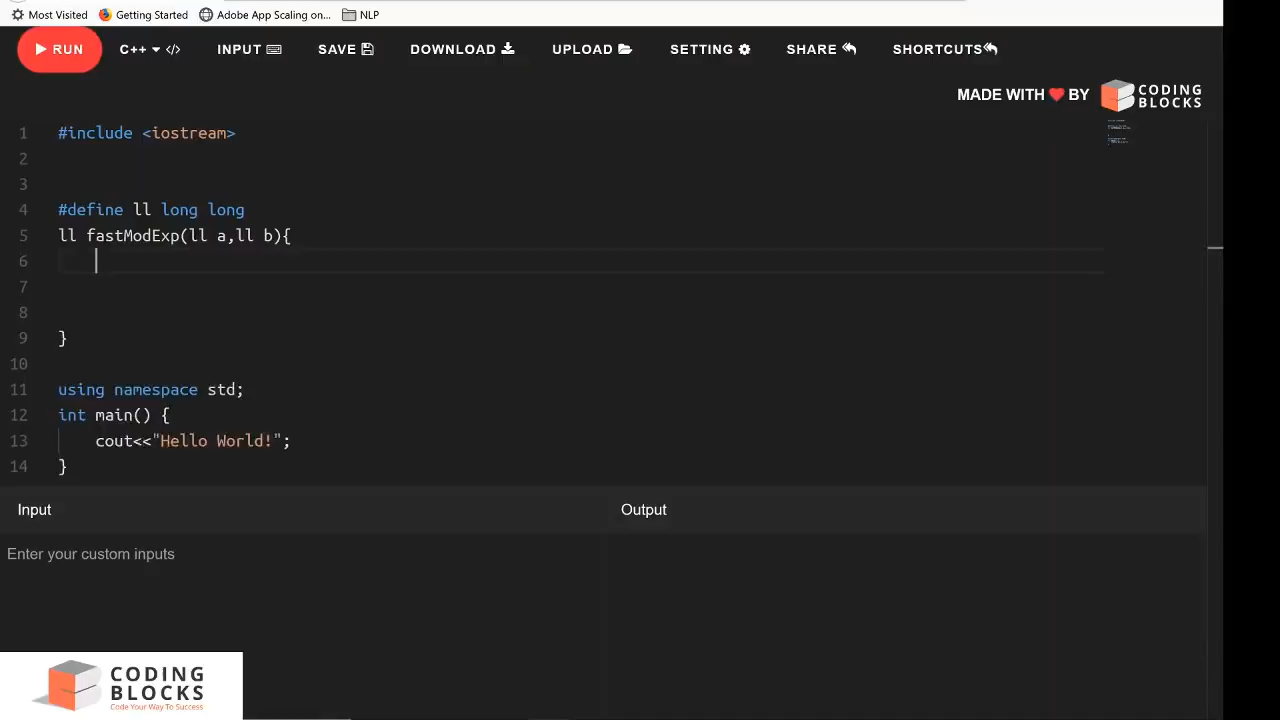 Most Visited Getting Started Adobe App Scaling on... NLP
RUN C++ </> INPUT SAVE DOWNLOAD UPLOAD SETTING SHARE SHORTCUTS
MADE WITH BY CODING BLOCKS
1 #include <iostream>
2
3
4 #define ll long long
5 ll fastModExp(ll a,ll b){
6
7
8
9 }
10
11 using namespace std;
12 int main() {
13 cout<<"Hello World!";
14 }
Input Output
Enter your custom inputs
CODING
BLOCKS
Code Your Way To Success